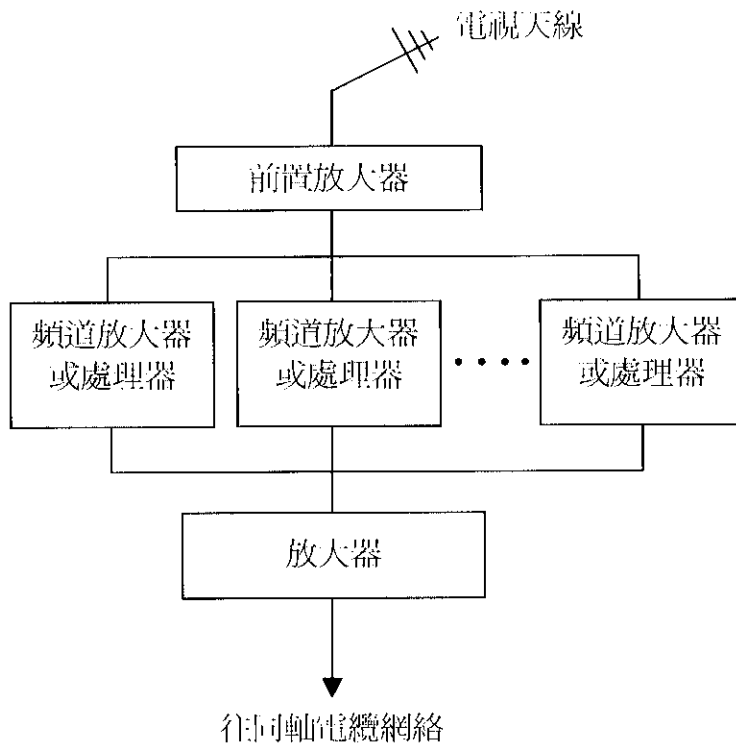 電視天線
前置放大器
頻道放大器
或處理器
頻道放大器
或處理器
頻道放大器
或處理器
放大器
往同軸電纜網絡